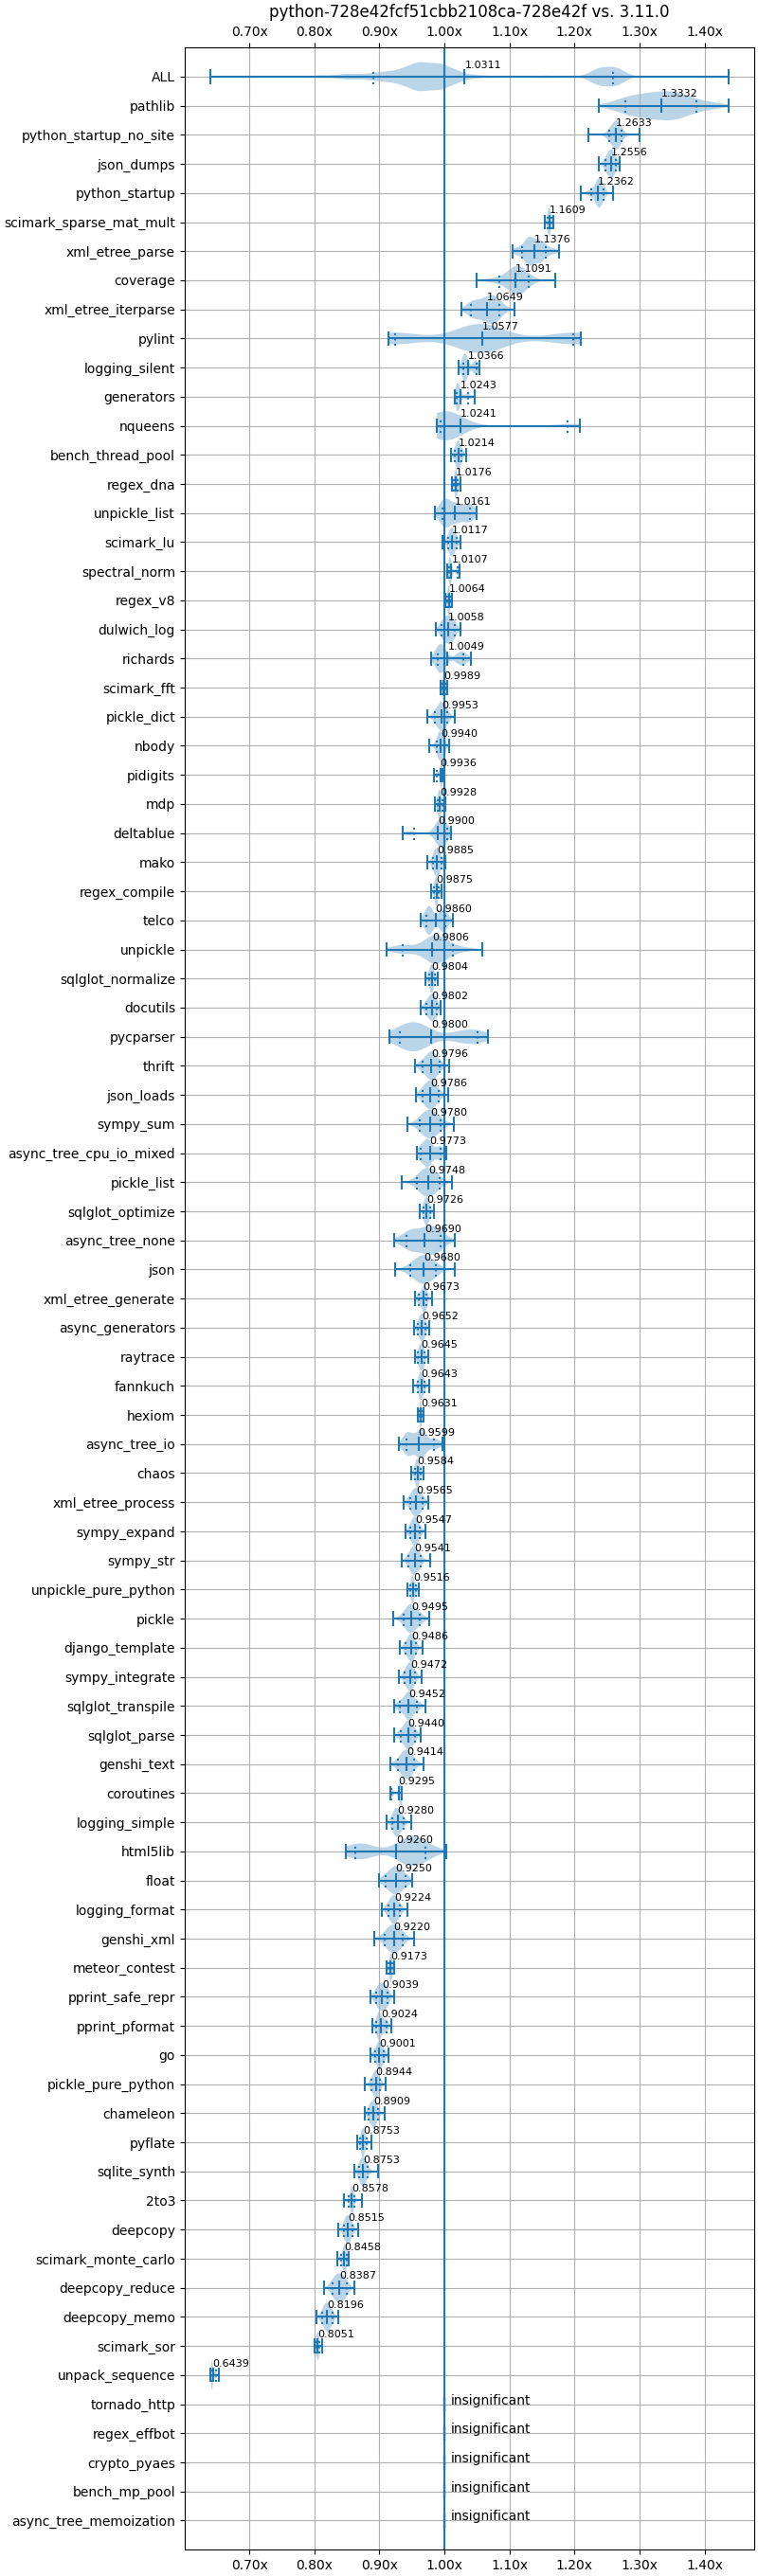 python-728e42fcf51cbb2108ca-728e42f vs. 3.11.0
0.70x 0.80x 0.90x 1.00x 1.10x 1.20x 1.30x 1.40x
ALL 1.0311
pathlib 1.3332
python_startup_no_site 1.2633
json_dumps 1.2556
python_startup 1.2362
scimark_sparse_mat_mult 1.1609
xml_etree_parse 1.1376
coverage 1.1091
xml_etree_iterparse 1.0649
pylint 1.0577
logging_silent 1.0366
generators 1.0243
nqueens 1.0241
bench_thread_pool 1.0214
regex_dna 1.0176
unpickle_list 1.0161
scimark_lu 1.0117
spectral_norm 1.0107
regex_v8 1.0064
dulwich_log 1.0058
richards 1.0049
scimark_fft 0.9989
pickle_dict 0.9953
nbody 0.9940
pidigits 0.9936
mdp 0.9928
deltablue 0.9900
mako 0.9885
regex_compile 0.9875
telco 0.9860
unpickle 0.9806
sqlglot_normalize 0.9804
docutils 0.9802
pycparser 0.9800
thrift 0.9796
json_loads 0.9786
sympy_sum 0.9780
async_tree_cpu_io_mixed 0.9773
pickle_list 0.9748
sqlglot_optimize 0.9726
async_tree_none 0.9690
json 0.9680
xml_etree_generate 0.9673
async_generators 0.9652
raytrace 0.9645
fannkuch 0.9643
hexiom 0.9631
async_tree_io 0.9599
chaos 0.9584
xml_etree_process 0.9565
sympy_expand 0.9547
sympy_str 0.9541
unpickle_pure_python 0.9516
pickle 0.9495
django_template 0.9486
sympy_integrate 0.9472
sqlglot_transpile 0.9452
sqlglot_parse 0.9440
genshi_text 0.9414
coroutines 0.9295
logging_simple 0.9280
html5lib 0.9260
float 0.9250
logging_format 0.9224
genshi_xml 0.9220
meteor_contest 0.9173
pprint_safe_repr 0.9039
pprint_pformat 0.9024
go 0.9001
pickle_pure_python 0.8944
chameleon 0.8909
pyflate 0.8753
sqlite_synth 0.8753
2to3 0.8578
deepcopy 0.8515
scimark_monte_carlo 0.8458
deepcopy_reduce 0.8387
deepcopy_memo 0.8196
scimark_sor 0.8051
unpack_sequence 0.6439
tornado_http insignificant
regex_effbot insignificant
crypto_pyaes insignificant
bench_mp_pool insignificant
async_tree_memoization insignificant
0.70x 0.80x 0.90x 1.00x 1.10x 1.20x 1.30x 1.40x